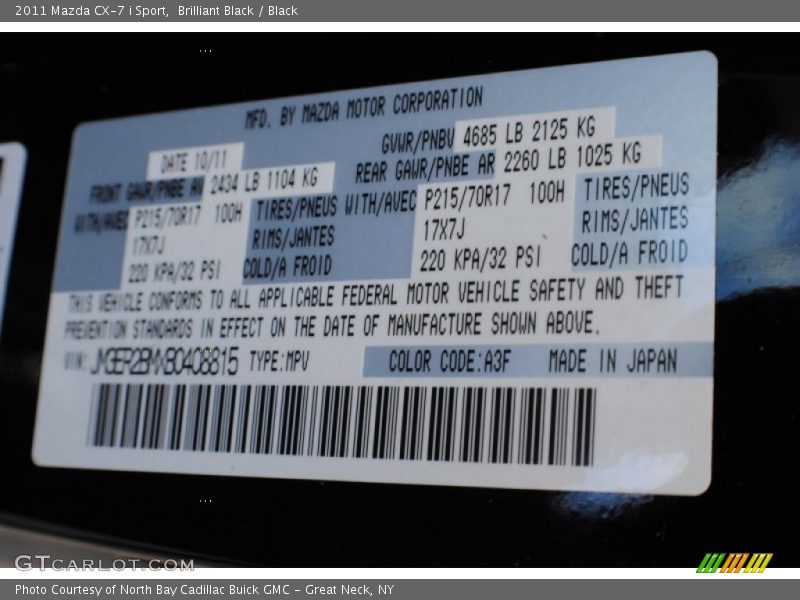 2011 Mazda CX-7 i Sport, Brilliant Black / Black
MFD. BY MAZDA MOTOR CORPORATION
DATE 10/11 GVWR/PNBV 4685 LB 2125 KG
FRONT GAWR/PNBE AV 2434 LB 1104 KG REAR GAWR/PNBE AR 2260 LB 1025 KG
WITH/AVEC P215/70R17 100H TIRES/PNEUS WITH/AVEC P215/70R17 100H TIRES/PNEUS
17X7J RIMS/JANTES 17X7J RIMS/JANTES
220 KPA/32 PSI COLD/A FROID 220 KPA/32 PSI COLD/A FROID
THIS VEHICLE CONFORMS TO ALL APPLICABLE FEDERAL MOTOR VEHICLE SAFETY AND THEFT
PREVENTION STANDARDS IN EFFECT ON THE DATE OF MANUFACTURE SHOWN ABOVE.
VIN: TYPE:MPV COLOR CODE:A3F MADE IN JAPAN
GTCARLOT.COM
Photo Courtesy of North Bay Cadillac Buick GMC - Great Neck, NY